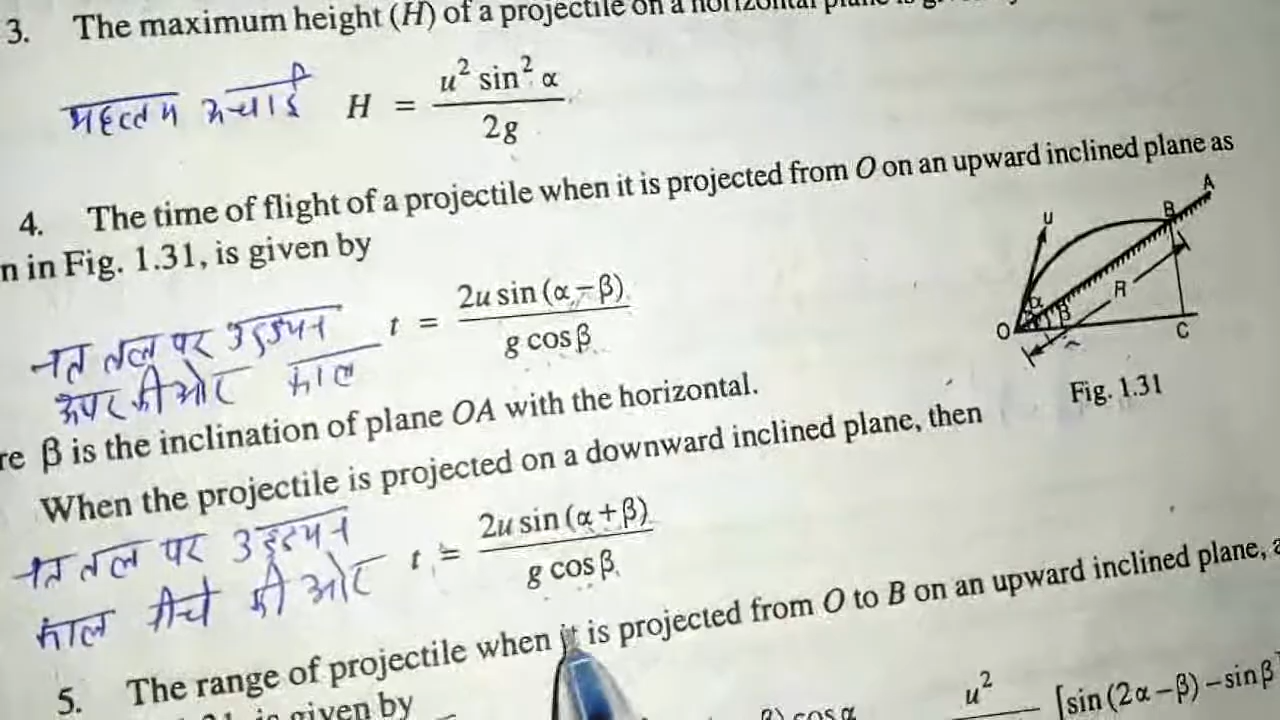 3. The maximum height (H) of a projectile on a horizontal plane is
महत्तम ऊचाई H = u² sin² α / 2g
4. The time of flight of a projectile when it is projected from O on an upward inclined plane as
n in Fig. 1.31, is given by
A
B
U
α
β
R
O
C
नत तल पर उड्डयन
ऊपर की ओर काल
t = 2u sin (α – β) / g cos β
Fig. 1.31
re β is the inclination of plane OA with the horizontal.
When the projectile is projected on a downward inclined plane, then
नत तल पर उड्डयन
काल नीचे की ओर
t = 2u sin (α + β) / g cos β
5. The range of projectile when it is projected from O to B on an upward inclined plane,
is given by
cos α
u² [sin (2α – β) – sin β